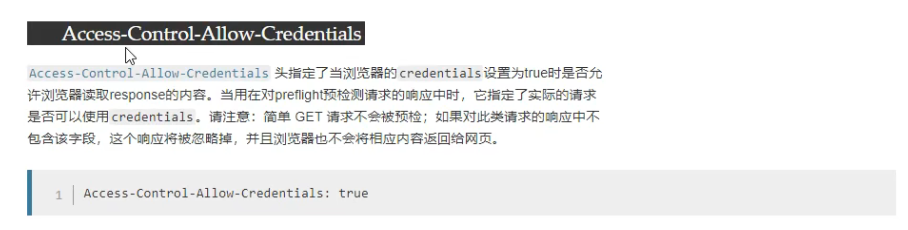 Access-Control-Allow-Credentials
Access-Control-Allow-Credentials 头指定了当浏览器的credentials设置为true时是否允
许浏览器读取response的内容。当用在对preflight预检测请求的响应中时，它指定了实际的请求
是否可以使用credentials。请注意：简单 GET 请求不会被预检；如果对此类请求的响应中不
包含该字段，这个响应将被忽略掉，并且浏览器也不会将相应内容返回给网页。
1 Access-Control-Allow-Credentials: true